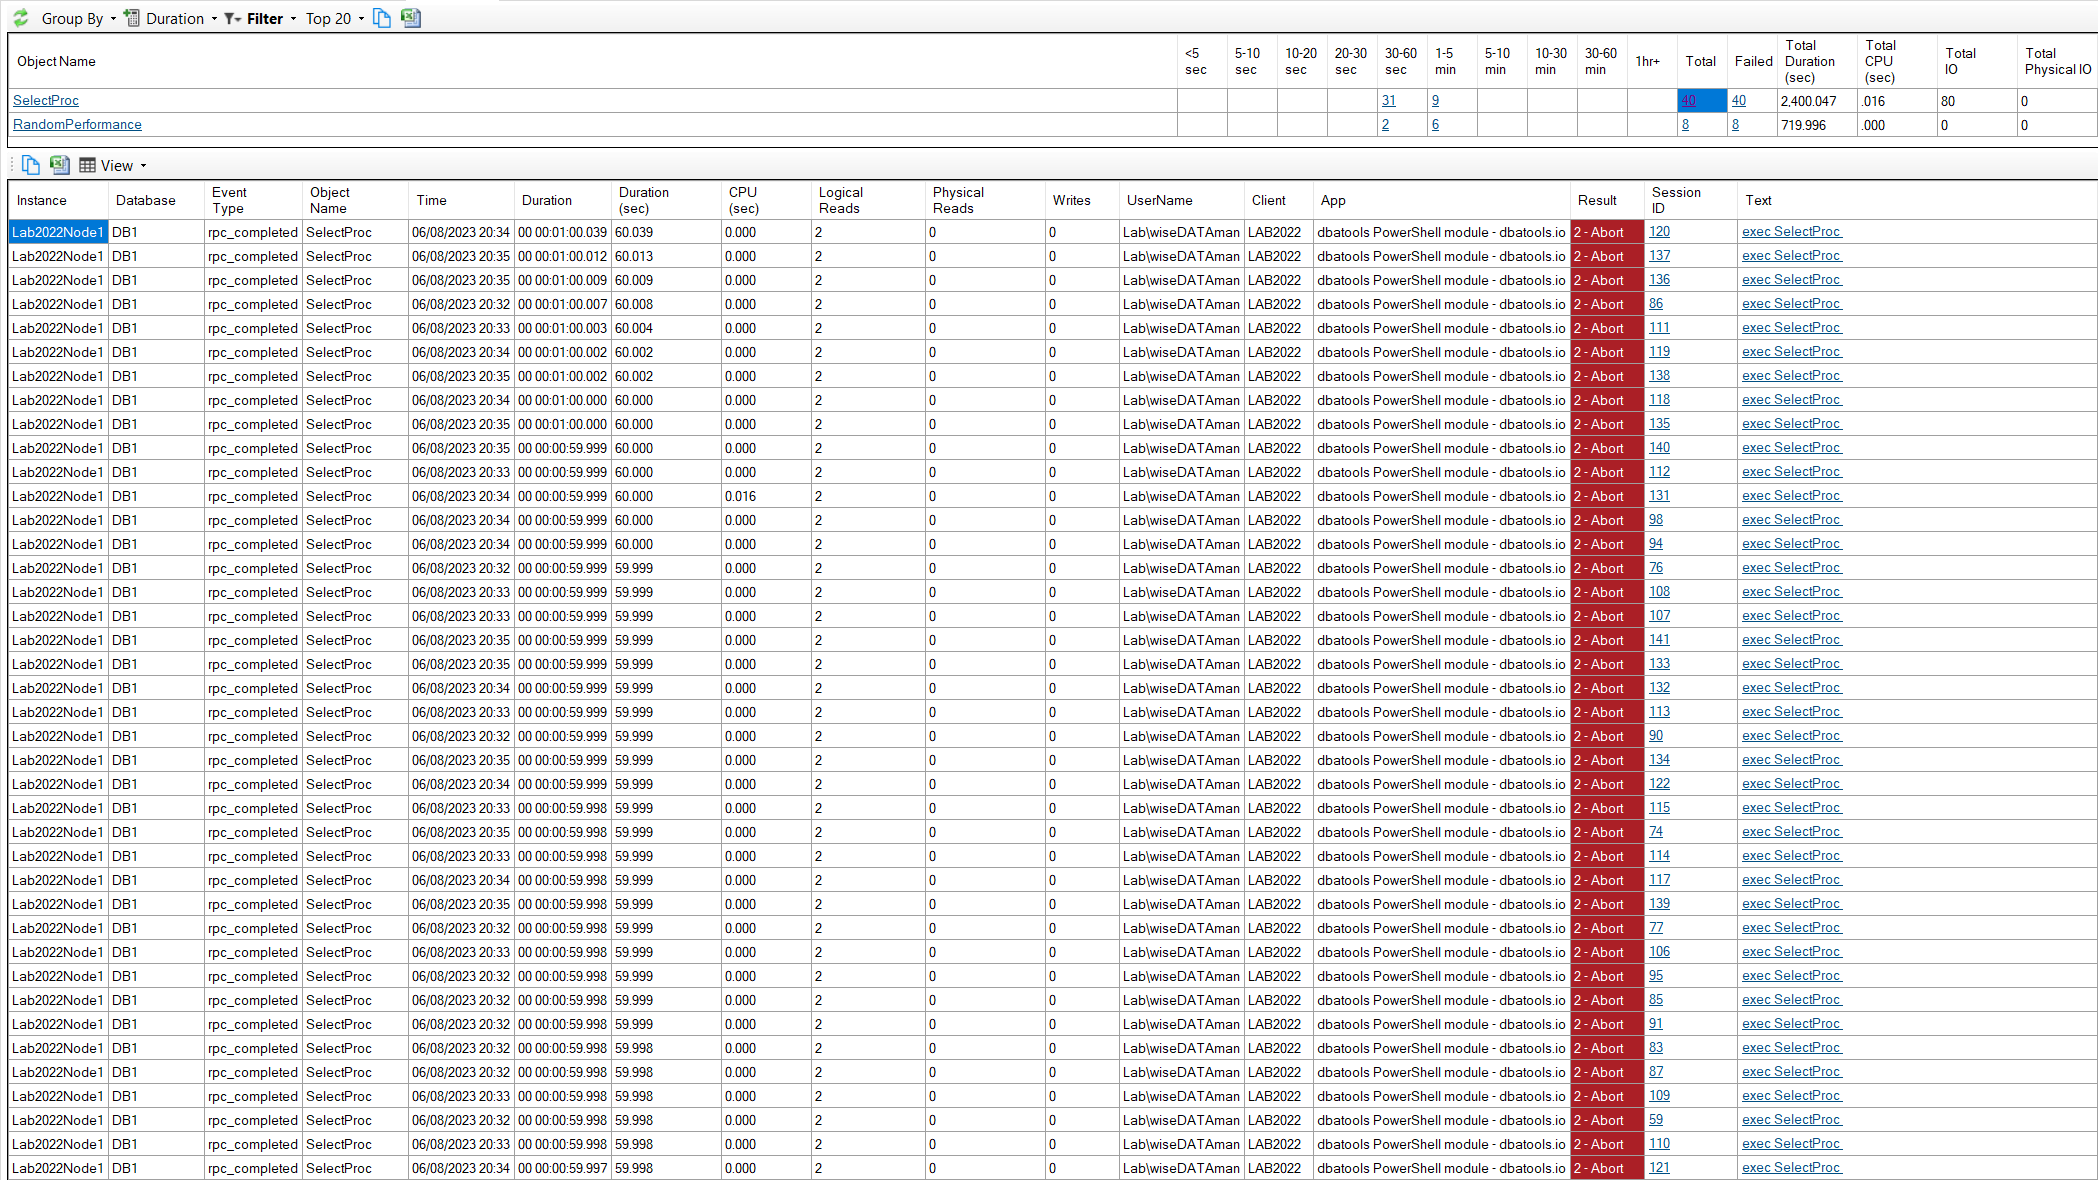 Group By Duration Filter Top 20
Object Name <5 sec 5-10 sec 10-20 sec 20-30 sec 30-60 sec 1-5 min 5-10 min 10-30 min 30-60 min 1hr+ Total Failed Total Duration (sec) Total CPU (sec) Total IO Total Physical IO
SelectProc 31 9 40 40 2,400.047 .016 80 0
RandomPerformance 2 6 8 8 719.996 .000 0 0
View
Instance Database Event Type Object Name Time Duration Duration (sec) CPU (sec) Logical Reads Physical Reads Writes UserName Client App Result Session ID Text
Lab2022Node1 DB1 rpc_completed SelectProc 06/08/2023 20:34 00 00:01:00.039 60.039 0.000 2 0 0 Lab\wiseDATAman LAB2022 dbatools PowerShell module - dbatools.io 2 - Abort 120 exec SelectProc
Lab2022Node1 DB1 rpc_completed SelectProc 06/08/2023 20:35 00 00:01:00.012 60.013 0.000 2 0 0 Lab\wiseDATAman LAB2022 dbatools PowerShell module - dbatools.io 2 - Abort 137 exec SelectProc
Lab2022Node1 DB1 rpc_completed SelectProc 06/08/2023 20:35 00 00:01:00.009 60.009 0.000 2 0 0 Lab\wiseDATAman LAB2022 dbatools PowerShell module - dbatools.io 2 - Abort 136 exec SelectProc
Lab2022Node1 DB1 rpc_completed SelectProc 06/08/2023 20:32 00 00:01:00.007 60.008 0.000 2 0 0 Lab\wiseDATAman LAB2022 dbatools PowerShell module - dbatools.io 2 - Abort 86 exec SelectProc
Lab2022Node1 DB1 rpc_completed SelectProc 06/08/2023 20:33 00 00:01:00.003 60.004 0.000 2 0 0 Lab\wiseDATAman LAB2022 dbatools PowerShell module - dbatools.io 2 - Abort 111 exec SelectProc
Lab2022Node1 DB1 rpc_completed SelectProc 06/08/2023 20:34 00 00:01:00.002 60.002 0.000 2 0 0 Lab\wiseDATAman LAB2022 dbatools PowerShell module - dbatools.io 2 - Abort 119 exec SelectProc
Lab2022Node1 DB1 rpc_completed SelectProc 06/08/2023 20:35 00 00:01:00.002 60.002 0.000 2 0 0 Lab\wiseDATAman LAB2022 dbatools PowerShell module - dbatools.io 2 - Abort 138 exec SelectProc
Lab2022Node1 DB1 rpc_completed SelectProc 06/08/2023 20:34 00 00:01:00.000 60.000 0.000 2 0 0 Lab\wiseDATAman LAB2022 dbatools PowerShell module - dbatools.io 2 - Abort 118 exec SelectProc
Lab2022Node1 DB1 rpc_completed SelectProc 06/08/2023 20:35 00 00:01:00.000 60.000 0.000 2 0 0 Lab\wiseDATAman LAB2022 dbatools PowerShell module - dbatools.io 2 - Abort 135 exec SelectProc
Lab2022Node1 DB1 rpc_completed SelectProc 06/08/2023 20:35 00 00:00:59.999 60.000 0.000 2 0 0 Lab\wiseDATAman LAB2022 dbatools PowerShell module - dbatools.io 2 - Abort 140 exec SelectProc
Lab2022Node1 DB1 rpc_completed SelectProc 06/08/2023 20:33 00 00:00:59.999 60.000 0.000 2 0 0 Lab\wiseDATAman LAB2022 dbatools PowerShell module - dbatools.io 2 - Abort 112 exec SelectProc
Lab2022Node1 DB1 rpc_completed SelectProc 06/08/2023 20:34 00 00:00:59.999 60.000 0.016 2 0 0 Lab\wiseDATAman LAB2022 dbatools PowerShell module - dbatools.io 2 - Abort 131 exec SelectProc
Lab2022Node1 DB1 rpc_completed SelectProc 06/08/2023 20:34 00 00:00:59.999 60.000 0.000 2 0 0 Lab\wiseDATAman LAB2022 dbatools PowerShell module - dbatools.io 2 - Abort 98 exec SelectProc
Lab2022Node1 DB1 rpc_completed SelectProc 06/08/2023 20:34 00 00:00:59.999 60.000 0.000 2 0 0 Lab\wiseDATAman LAB2022 dbatools PowerShell module - dbatools.io 2 - Abort 94 exec SelectProc
Lab2022Node1 DB1 rpc_completed SelectProc 06/08/2023 20:32 00 00:00:59.999 59.999 0.000 2 0 0 Lab\wiseDATAman LAB2022 dbatools PowerShell module - dbatools.io 2 - Abort 76 exec SelectProc
Lab2022Node1 DB1 rpc_completed SelectProc 06/08/2023 20:33 00 00:00:59.999 59.999 0.000 2 0 0 Lab\wiseDATAman LAB2022 dbatools PowerShell module - dbatools.io 2 - Abort 108 exec SelectProc
Lab2022Node1 DB1 rpc_completed SelectProc 06/08/2023 20:33 00 00:00:59.999 59.999 0.000 2 0 0 Lab\wiseDATAman LAB2022 dbatools PowerShell module - dbatools.io 2 - Abort 107 exec SelectProc
Lab2022Node1 DB1 rpc_completed SelectProc 06/08/2023 20:35 00 00:00:59.999 59.999 0.000 2 0 0 Lab\wiseDATAman LAB2022 dbatools PowerShell module - dbatools.io 2 - Abort 141 exec SelectProc
Lab2022Node1 DB1 rpc_completed SelectProc 06/08/2023 20:35 00 00:00:59.999 59.999 0.000 2 0 0 Lab\wiseDATAman LAB2022 dbatools PowerShell module - dbatools.io 2 - Abort 133 exec SelectProc
Lab2022Node1 DB1 rpc_completed SelectProc 06/08/2023 20:34 00 00:00:59.999 59.999 0.000 2 0 0 Lab\wiseDATAman LAB2022 dbatools PowerShell module - dbatools.io 2 - Abort 132 exec SelectProc
Lab2022Node1 DB1 rpc_completed SelectProc 06/08/2023 20:33 00 00:00:59.999 59.999 0.000 2 0 0 Lab\wiseDATAman LAB2022 dbatools PowerShell module - dbatools.io 2 - Abort 113 exec SelectProc
Lab2022Node1 DB1 rpc_completed SelectProc 06/08/2023 20:32 00 00:00:59.999 59.999 0.000 2 0 0 Lab\wiseDATAman LAB2022 dbatools PowerShell module - dbatools.io 2 - Abort 90 exec SelectProc
Lab2022Node1 DB1 rpc_completed SelectProc 06/08/2023 20:35 00 00:00:59.999 59.999 0.000 2 0 0 Lab\wiseDATAman LAB2022 dbatools PowerShell module - dbatools.io 2 - Abort 134 exec SelectProc
Lab2022Node1 DB1 rpc_completed SelectProc 06/08/2023 20:34 00 00:00:59.999 59.999 0.000 2 0 0 Lab\wiseDATAman LAB2022 dbatools PowerShell module - dbatools.io 2 - Abort 122 exec SelectProc
Lab2022Node1 DB1 rpc_completed SelectProc 06/08/2023 20:33 00 00:00:59.998 59.999 0.000 2 0 0 Lab\wiseDATAman LAB2022 dbatools PowerShell module - dbatools.io 2 - Abort 115 exec SelectProc
Lab2022Node1 DB1 rpc_completed SelectProc 06/08/2023 20:35 00 00:00:59.998 59.999 0.000 2 0 0 Lab\wiseDATAman LAB2022 dbatools PowerShell module - dbatools.io 2 - Abort 74 exec SelectProc
Lab2022Node1 DB1 rpc_completed SelectProc 06/08/2023 20:33 00 00:00:59.998 59.999 0.000 2 0 0 Lab\wiseDATAman LAB2022 dbatools PowerShell module - dbatools.io 2 - Abort 114 exec SelectProc
Lab2022Node1 DB1 rpc_completed SelectProc 06/08/2023 20:34 00 00:00:59.998 59.999 0.000 2 0 0 Lab\wiseDATAman LAB2022 dbatools PowerShell module - dbatools.io 2 - Abort 117 exec SelectProc
Lab2022Node1 DB1 rpc_completed SelectProc 06/08/2023 20:35 00 00:00:59.998 59.999 0.000 2 0 0 Lab\wiseDATAman LAB2022 dbatools PowerShell module - dbatools.io 2 - Abort 139 exec SelectProc
Lab2022Node1 DB1 rpc_completed SelectProc 06/08/2023 20:32 00 00:00:59.998 59.999 0.000 2 0 0 Lab\wiseDATAman LAB2022 dbatools PowerShell module - dbatools.io 2 - Abort 77 exec SelectProc
Lab2022Node1 DB1 rpc_completed SelectProc 06/08/2023 20:33 00 00:00:59.998 59.999 0.000 2 0 0 Lab\wiseDATAman LAB2022 dbatools PowerShell module - dbatools.io 2 - Abort 106 exec SelectProc
Lab2022Node1 DB1 rpc_completed SelectProc 06/08/2023 20:32 00 00:00:59.998 59.999 0.000 2 0 0 Lab\wiseDATAman LAB2022 dbatools PowerShell module - dbatools.io 2 - Abort 95 exec SelectProc
Lab2022Node1 DB1 rpc_completed SelectProc 06/08/2023 20:32 00 00:00:59.998 59.999 0.000 2 0 0 Lab\wiseDATAman LAB2022 dbatools PowerShell module - dbatools.io 2 - Abort 85 exec SelectProc
Lab2022Node1 DB1 rpc_completed SelectProc 06/08/2023 20:32 00 00:00:59.998 59.999 0.000 2 0 0 Lab\wiseDATAman LAB2022 dbatools PowerShell module - dbatools.io 2 - Abort 91 exec SelectProc
Lab2022Node1 DB1 rpc_completed SelectProc 06/08/2023 20:32 00 00:00:59.998 59.998 0.000 2 0 0 Lab\wiseDATAman LAB2022 dbatools PowerShell module - dbatools.io 2 - Abort 83 exec SelectProc
Lab2022Node1 DB1 rpc_completed SelectProc 06/08/2023 20:32 00 00:00:59.998 59.998 0.000 2 0 0 Lab\wiseDATAman LAB2022 dbatools PowerShell module - dbatools.io 2 - Abort 87 exec SelectProc
Lab2022Node1 DB1 rpc_completed SelectProc 06/08/2023 20:33 00 00:00:59.998 59.998 0.000 2 0 0 Lab\wiseDATAman LAB2022 dbatools PowerShell module - dbatools.io 2 - Abort 109 exec SelectProc
Lab2022Node1 DB1 rpc_completed SelectProc 06/08/2023 20:32 00 00:00:59.998 59.998 0.000 2 0 0 Lab\wiseDATAman LAB2022 dbatools PowerShell module - dbatools.io 2 - Abort 59 exec SelectProc
Lab2022Node1 DB1 rpc_completed SelectProc 06/08/2023 20:33 00 00:00:59.998 59.998 0.000 2 0 0 Lab\wiseDATAman LAB2022 dbatools PowerShell module - dbatools.io 2 - Abort 110 exec SelectProc
Lab2022Node1 DB1 rpc_completed SelectProc 06/08/2023 20:34 00 00:00:59.997 59.998 0.000 2 0 0 Lab\wiseDATAman LAB2022 dbatools PowerShell module - dbatools.io 2 - Abort 121 exec SelectProc